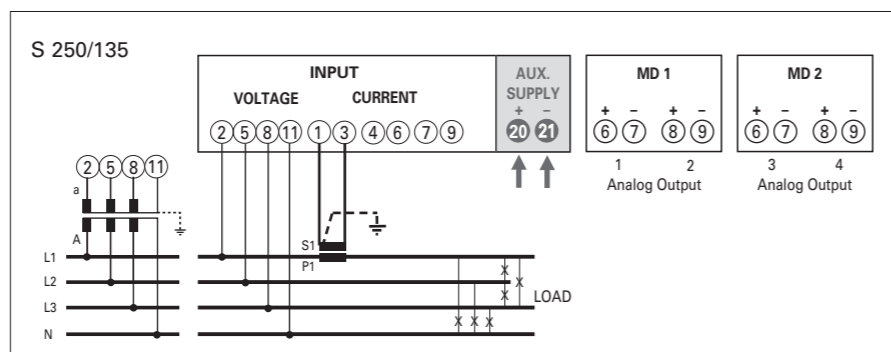 S 250/135
INPUT
VOLTAGE CURRENT
2 5 8 11 1 3 4 6 7 9
AUX.
SUPPLY
+ –
20 21
MD 1
+ – + –
6 7 8 9
1 2
Analog Output
MD 2
+ – + –
6 7 8 9
3 4
Analog Output
2 5 8 11
a
A
S1
P1
L1
L2
L3
N
X
X
X
X X X
LOAD